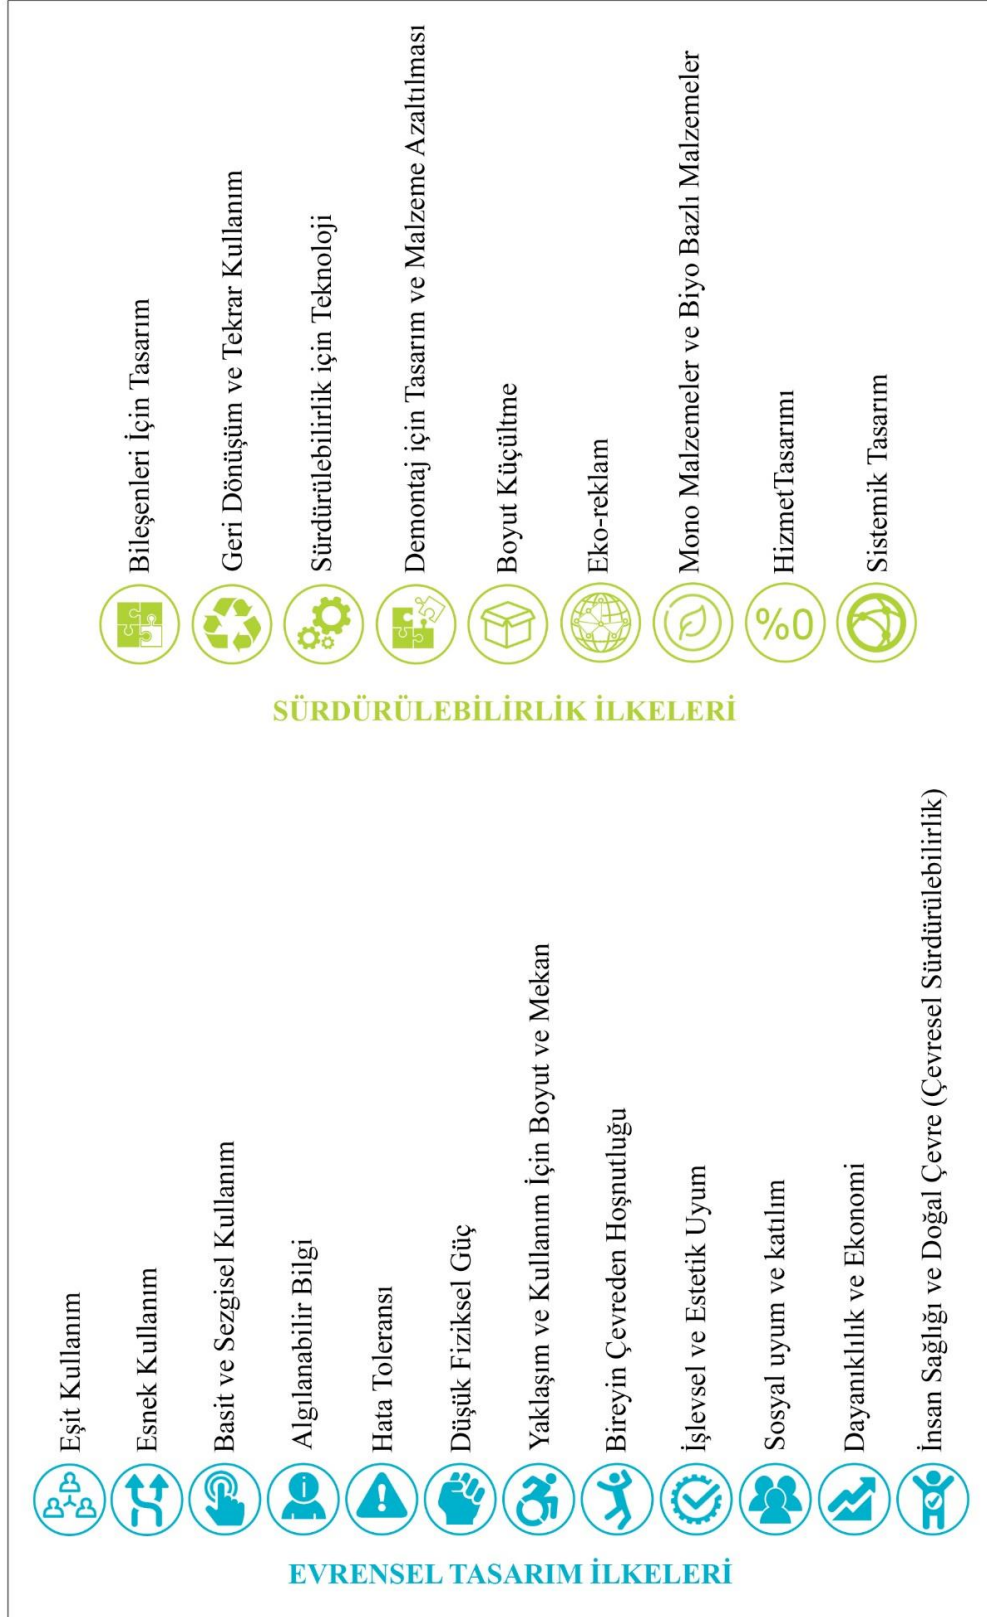 EVRENSEL TASARIM İLKELERİ
Eşit Kullanım
Esnek Kullanım
Basit ve Sezgisel Kullanım
Algılanabilir Bilgi
Hata Toleransı
Düşük Fiziksel Güç
Yaklaşım ve Kullanım İçin Boyut ve Mekan
Bireyin Çevreden Hoşnutluğu
İşlevsel ve Estetik Uyum
Sosyal uyum ve katılım
Dayanıklılık ve Ekonomi
İnsan Sağlığı ve Doğal Çevre (Çevresel Sürdürülebilirlik)
SÜRDÜRÜLEBİLİRLİK İLKELERİ
Bileşenleri İçin Tasarım
Geri Dönüşüm ve Tekrar Kullanım
Sürdürülebilirlik için Teknoloji
Demontaj için Tasarım ve Malzeme Azaltılması
Boyut Küçültme
Eko-reklam
Mono Malzemeler ve Biyo Bazlı Malzemeler
%0 HizmetTasarımı
Sistemik Tasarım